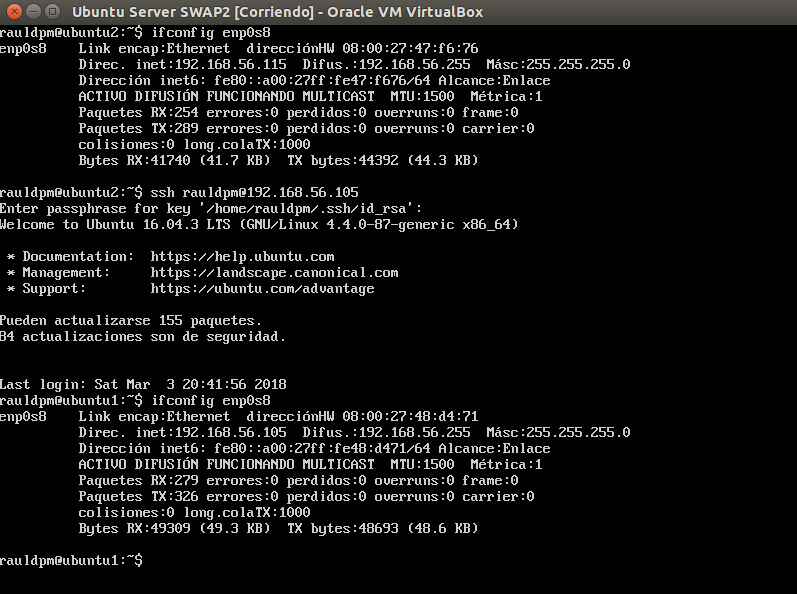 Ubuntu Server SWAP2 [Corriendo] - Oracle VM VirtualBox
rauldpm@ubuntu2:~$ ifconfig enp0s8
enp0s8    Link encap:Ethernet  direcciónHW 08:00:27:47:f6:76
          Direc. inet:192.168.56.115  Difus.:192.168.56.255  Másc:255.255.255.0
          Dirección inet6: fe80::a00:27ff:fe47:f676/64 Alcance:Enlace
          ACTIVO DIFUSIÓN FUNCIONANDO MULTICAST  MTU:1500  Métrica:1
          Paquetes RX:254 errores:0 perdidos:0 overruns:0 frame:0
          Paquetes TX:289 errores:0 perdidos:0 overruns:0 carrier:0
          colisiones:0 long.colaTX:1000
          Bytes RX:41740 (41.7 KB)  TX bytes:44392 (44.3 KB)
rauldpm@ubuntu2:~$ ssh rauldpm@192.168.56.105
Enter passphrase for key '/home/rauldpm/.ssh/id_rsa':
Welcome to Ubuntu 16.04.3 LTS (GNU/Linux 4.4.0-87-generic x86_64)
 * Documentation:  https://help.ubuntu.com
 * Management:     https://landscape.canonical.com
 * Support:        https://ubuntu.com/advantage
Pueden actualizarse 155 paquetes.
84 actualizaciones son de seguridad.
Last login: Sat Mar  3 20:41:56 2018
rauldpm@ubuntu1:~$ ifconfig enp0s8
enp0s8    Link encap:Ethernet  direcciónHW 08:00:27:48:d4:71
          Direc. inet:192.168.56.105  Difus.:192.168.56.255  Másc:255.255.255.0
          Dirección inet6: fe80::a00:27ff:fe48:d471/64 Alcance:Enlace
          ACTIVO DIFUSIÓN FUNCIONANDO MULTICAST  MTU:1500  Métrica:1
          Paquetes RX:279 errores:0 perdidos:0 overruns:0 frame:0
          Paquetes TX:326 errores:0 perdidos:0 overruns:0 carrier:0
          colisiones:0 long.colaTX:1000
          Bytes RX:49309 (49.3 KB)  TX bytes:48693 (48.6 KB)
rauldpm@ubuntu1:~$